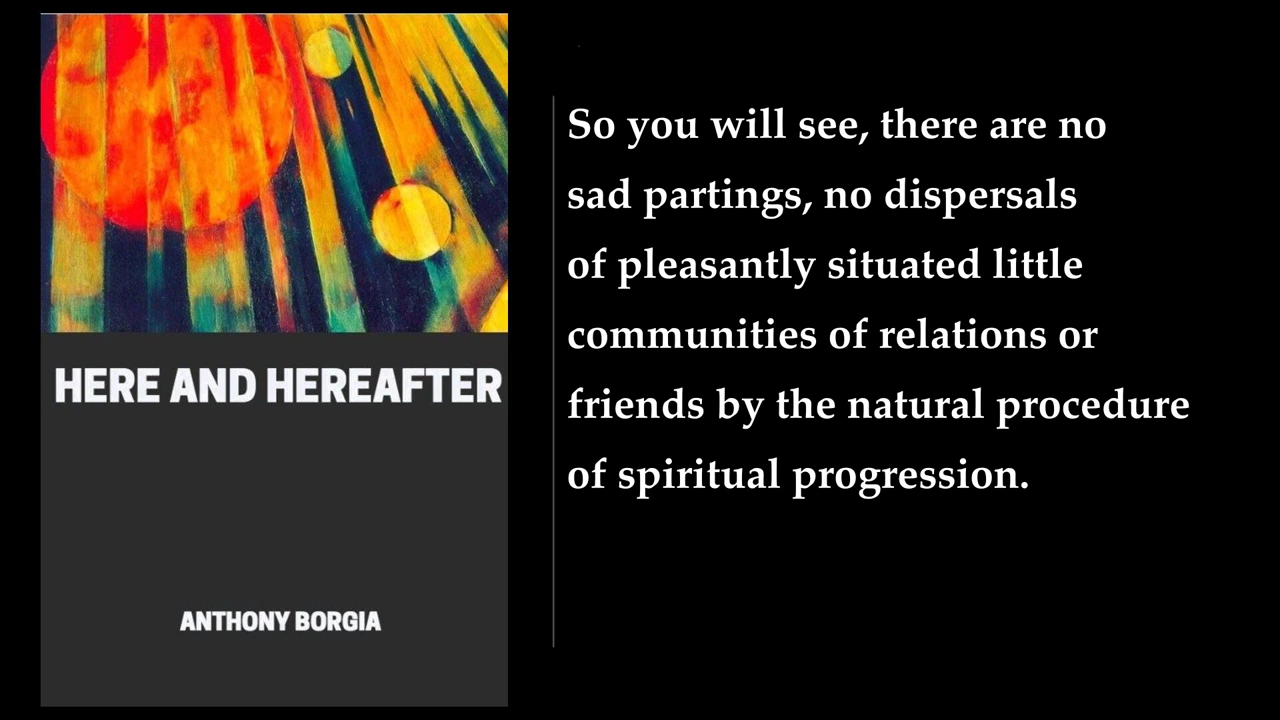 HERE AND HEREAFTER
ANTHONY BORGIA
So you will see, there are no
sad partings, no dispersals
of pleasantly situated little
communities of relations or
friends by the natural procedure
of spiritual progression.